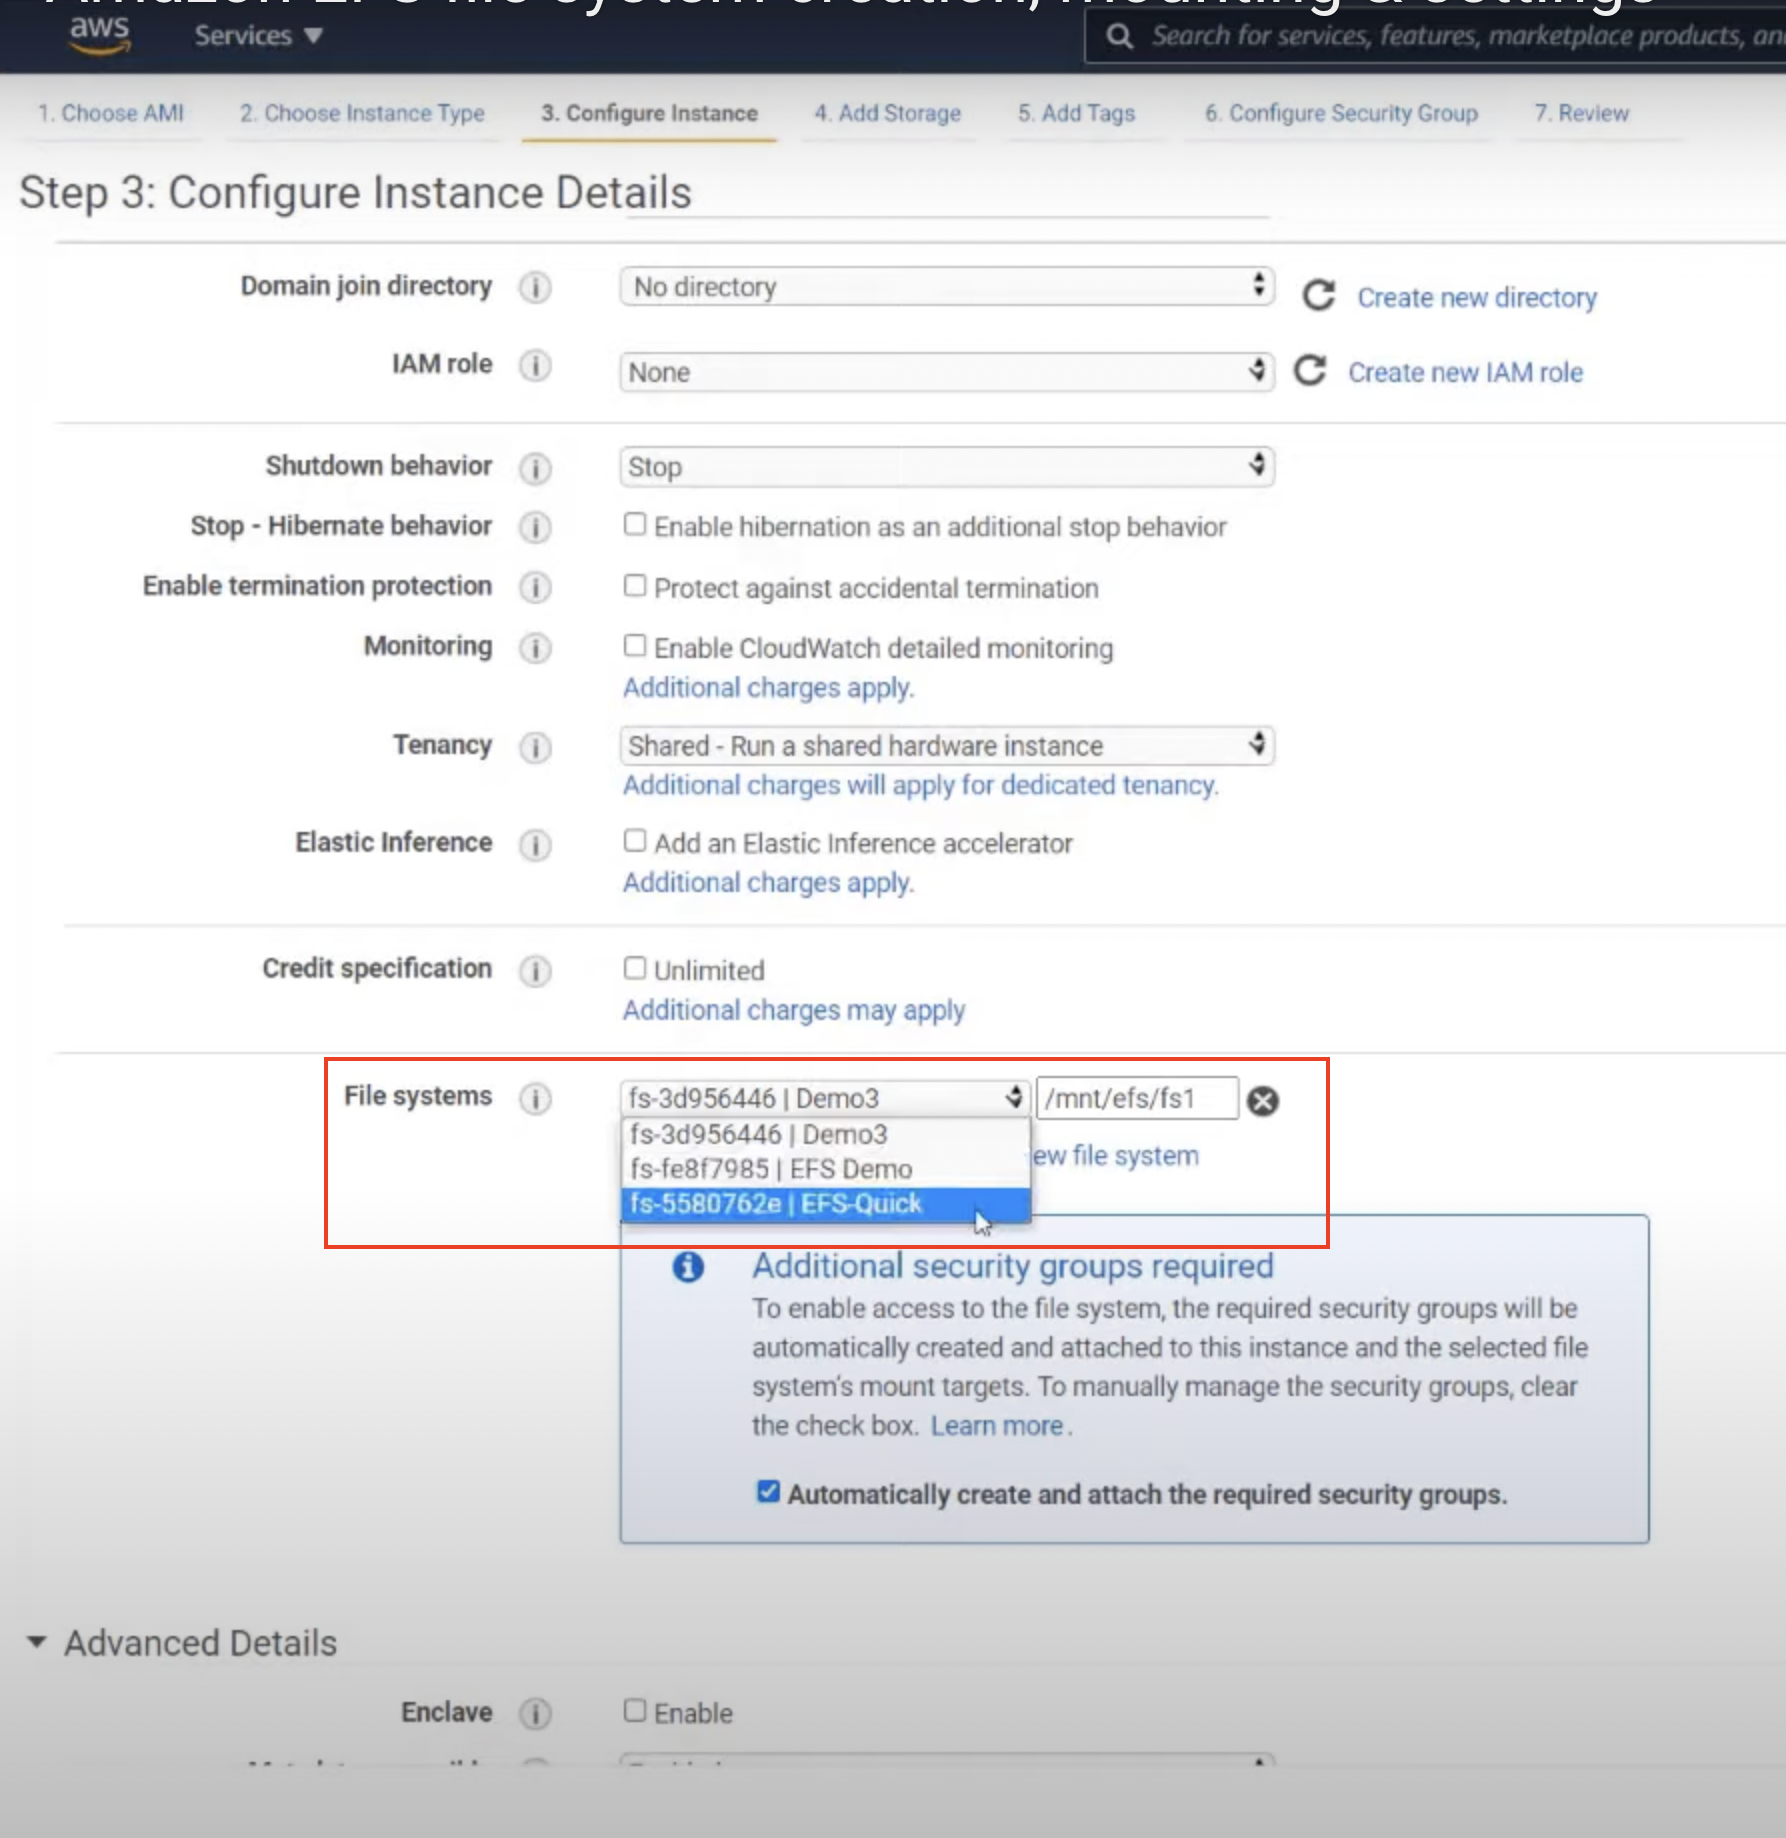 Amazon EFS file system creation, mounting & settings
aws
Services
Search for services, features, marketplace products, an
1. Choose AMI
2. Choose Instance Type
3. Configure Instance
4. Add Storage
5. Add Tags
6. Configure Security Group
7. Review
Step 3: Configure Instance Details
Domain join directory
No directory
Create new directory
IAM role
None
Create new IAM role
Shutdown behavior
Stop
Stop - Hibernate behavior
Enable hibernation as an additional stop behavior
Enable termination protection
Protect against accidental termination
Monitoring
Enable CloudWatch detailed monitoring
Additional charges apply.
Tenancy
Shared - Run a shared hardware instance
Additional charges will apply for dedicated tenancy.
Elastic Inference
Add an Elastic Inference accelerator
Additional charges apply.
Credit specification
Unlimited
Additional charges may apply
File systems
fs-3d956446 | Demo3
/mnt/efs/fs1
fs-3d956446 | Demo3
ew file system
fs-fe8f7985 | EFS Demo
fs-5580762e | EFS-Quick
Additional security groups required
To enable access to the file system, the required security groups will be
automatically created and attached to this instance and the selected file
system's mount targets. To manually manage the security groups, clear
the check box. Learn more.
Automatically create and attach the required security groups.
Advanced Details
Enclave
Enable